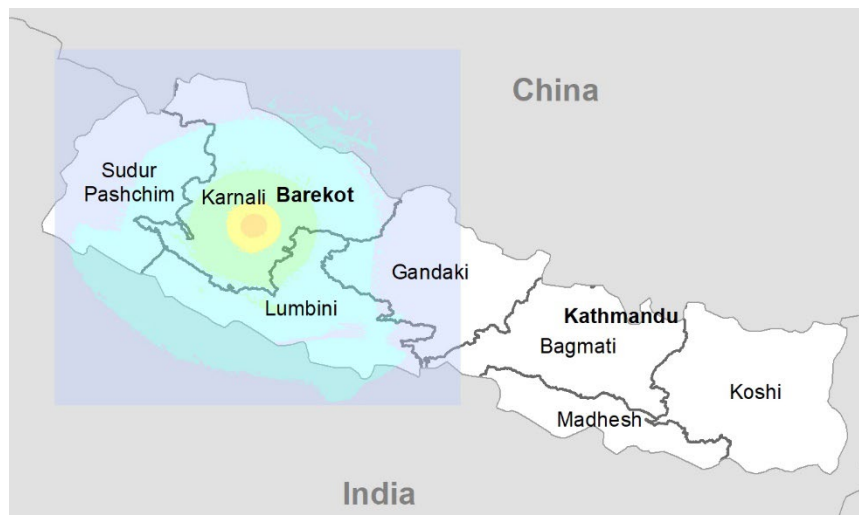 China
Sudur
Pashchim
Karnali
Barekot
Gandaki
Lumbini
Kathmandu
Bagmati
Koshi
Madhesh
India